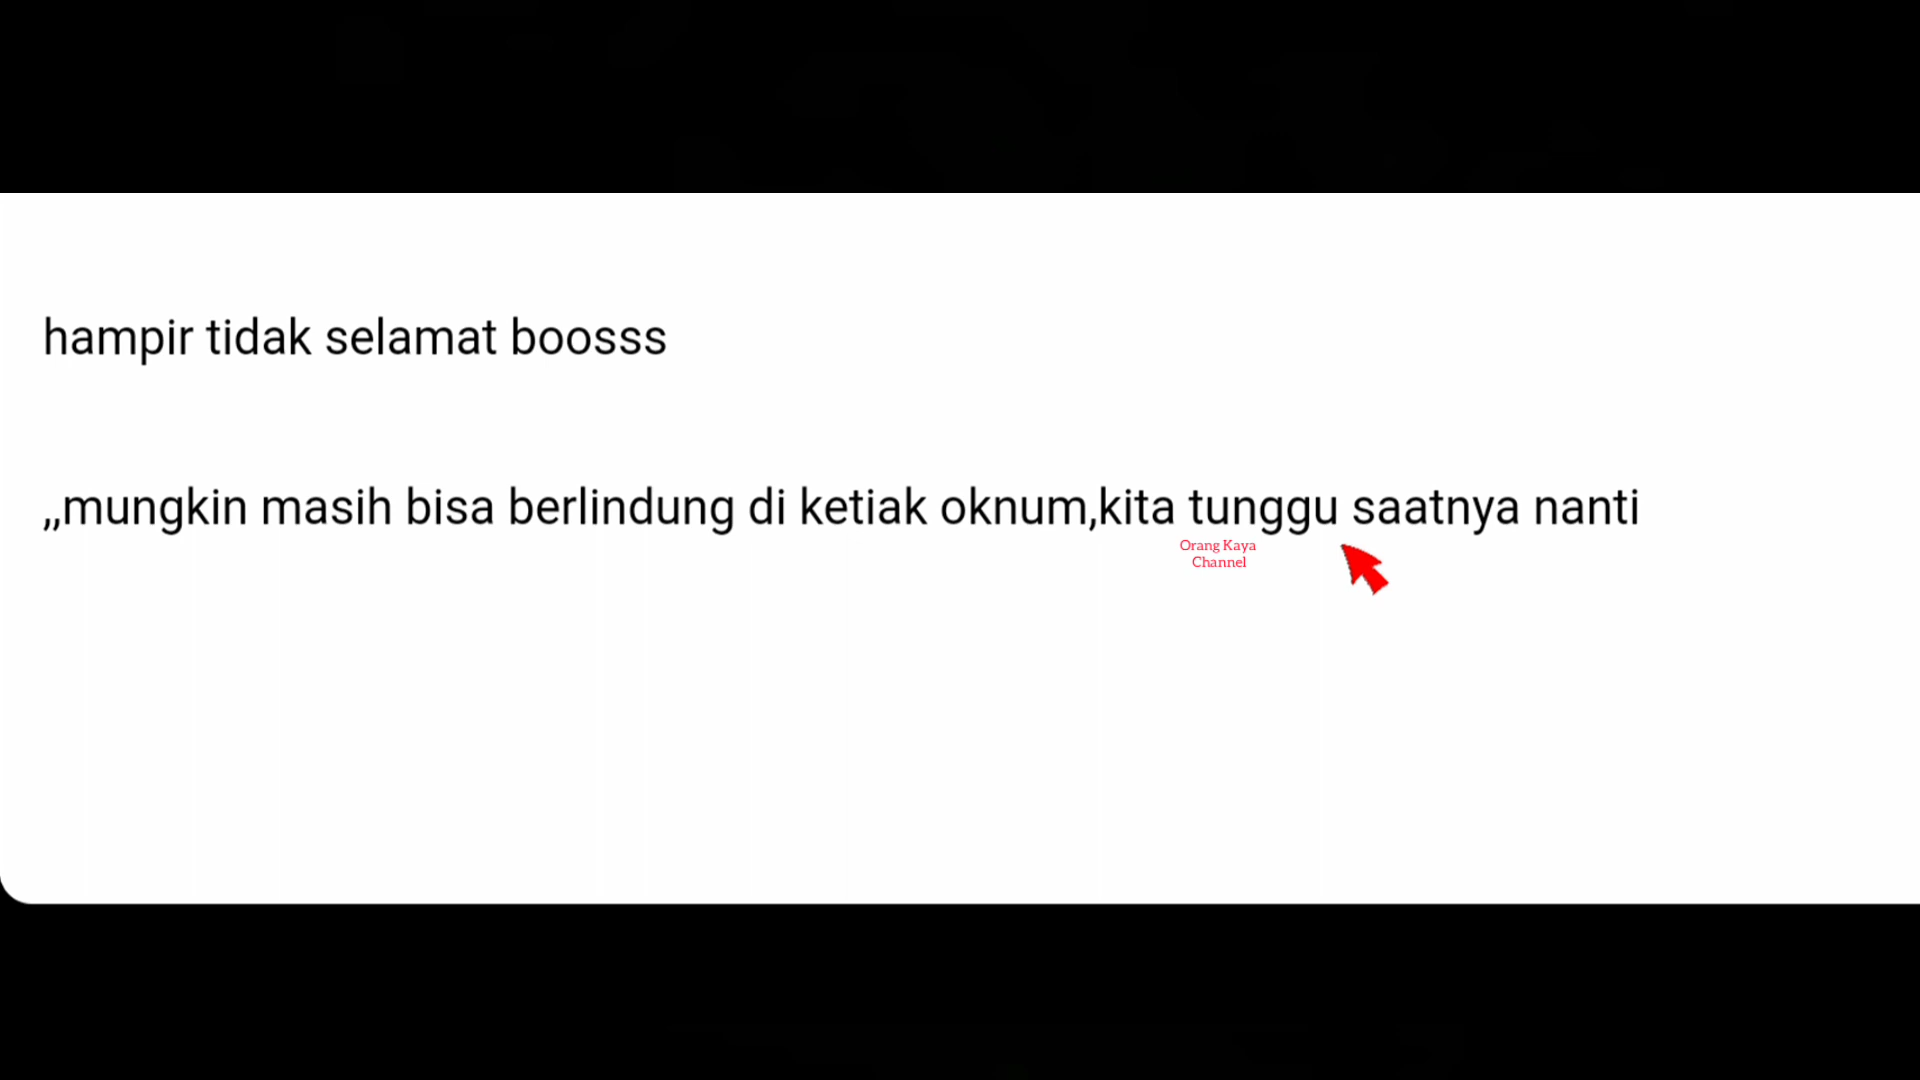 hampir tidak selamat boosss
,,mungkin masih bisa berlindung di ketiak oknum,kita tunggu saatnya nanti
Orang Kaya
Channel